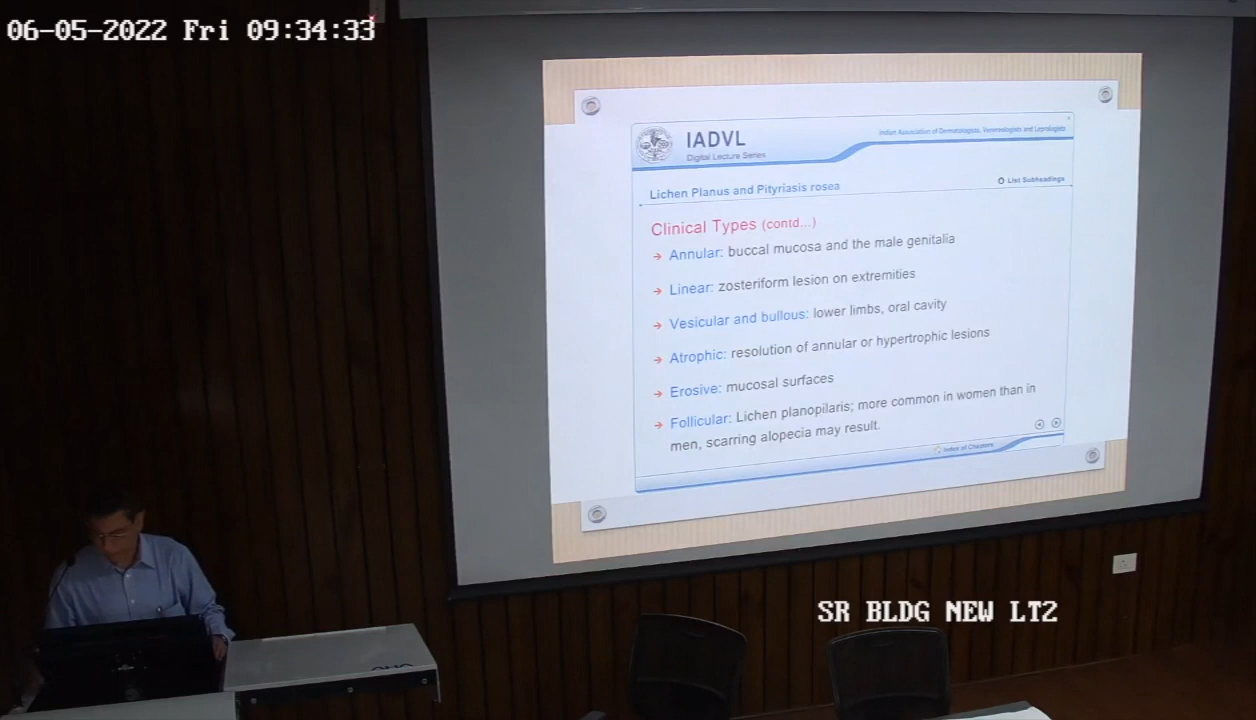 06-05-2022 Fri 09:34:33
IADVL
Digital Lecture Series
Indian Association of Dermatologists, Venereologists and Leprologists
Lichen Planus and Pityriasis rosea
List Subheadings
Clinical Types (contd...)
→ Annular: buccal mucosa and the male genitalia
→ Linear: zosteriform lesion on extremities
→ Vesicular and bullous: lower limbs, oral cavity
→ Atrophic: resolution of annular or hypertrophic lesions
→ Erosive: mucosal surfaces
→ Follicular: Lichen planopilaris; more common in women than in
men, scarring alopecia may result.
Index of Chapters
SR BLDG NEW LT2